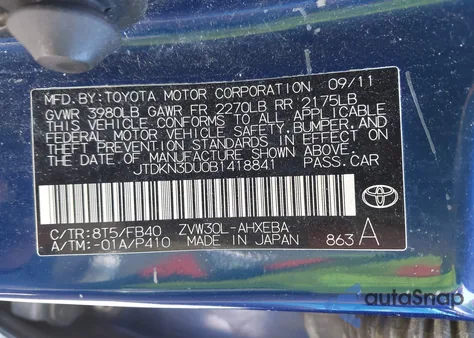 MFD. BY: TOYOTA MOTOR CORPORATION 09/11
GVWR 3980LB GAWR FR 2270LB RR 2175LB
THIS VEHICLE CONFORMS TO ALL APPLICABLE
FEDERAL MOTOR VEHICLE SAFETY, BUMPER, AND
THEFT PREVENTION STANDARDS IN EFFECT ON
THE DATE OF MANUFACTURE SHOWN ABOVE.
JTDKN3DU0B1418841 PASS. CAR
C/TR: 8T5/FB40 ZVW30L-AHXEBA
A/TM: -01A/P410 MADE IN JAPAN 863 A
TOYOTA
autoSnap